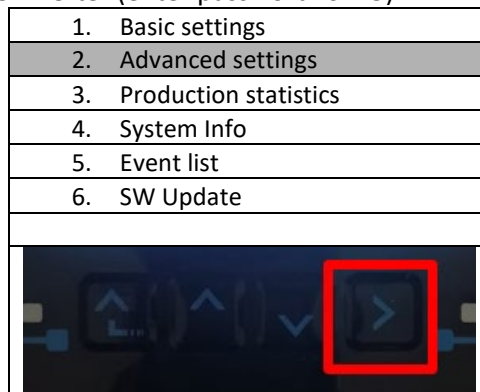 1. Basic settings
2. Advanced settings
3. Production statistics
4. System Info
5. Event list
6. SW Update